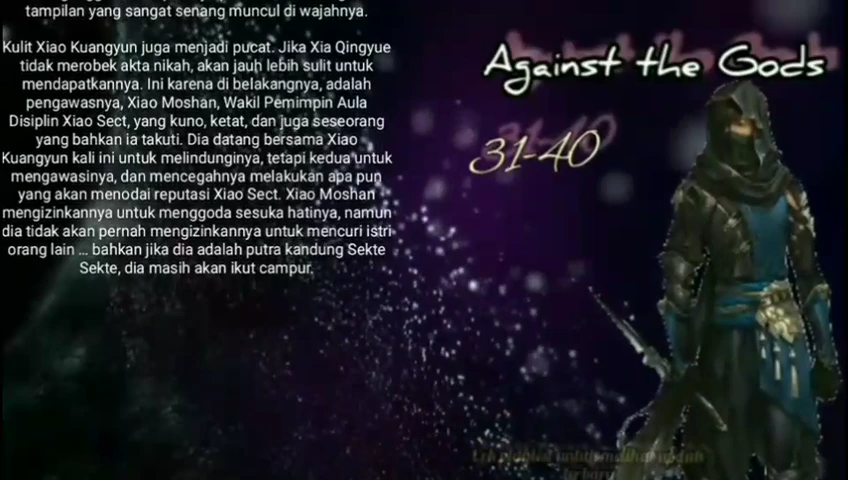 tampilan yang sangat senang muncul di wajahnya.
Kulit Xiao Kuangyun juga menjadi pucat. Jika Xia Qingyue
tidak merobek akta nikah, akan jauh lebih sulit untuk
mendapatkannya. Ini karena di belakangnya, adalah
pengawasnya, Xiao Moshan, Wakil Pemimpin Aula
Disiplin Xiao Sect, yang kuno, ketat, dan juga seseorang
yang bahkan ia takuti. Dia datang bersama Xiao
Kuangyun kali ini untuk melindunginya, tetapi kedua untuk
mengawasinya, dan mencegahnya melakukan apa pun
yang akan menodai reputasi Xiao Sect. Xiao Moshan
mengizinkannya untuk menggoda sesuka hatinya, namun
dia tidak akan pernah mengizinkannya untuk mencuri istri
orang lain ... bahkan jika dia adalah putra kandung Sekte
Sekte, dia masih akan ikut campur.
Against the Gods
31-40